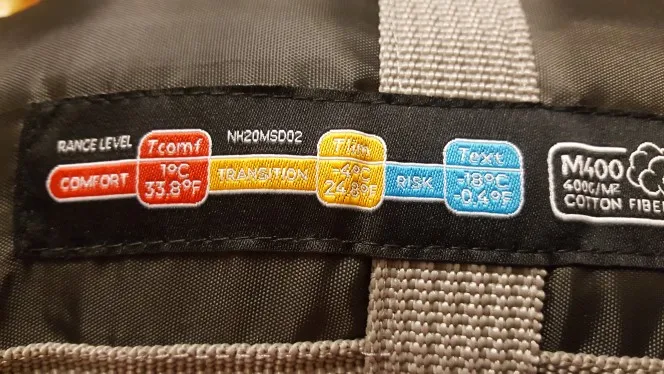 RANGE LEVEL
Tcomf
NH20MSD02
Tlim
Text
COMFORT
1°C
33.8°F
TRANSITION
-4°C
24.8°F
RISK
-18°C
-0.4°F
M400
400G/M²
COTTON FIBE